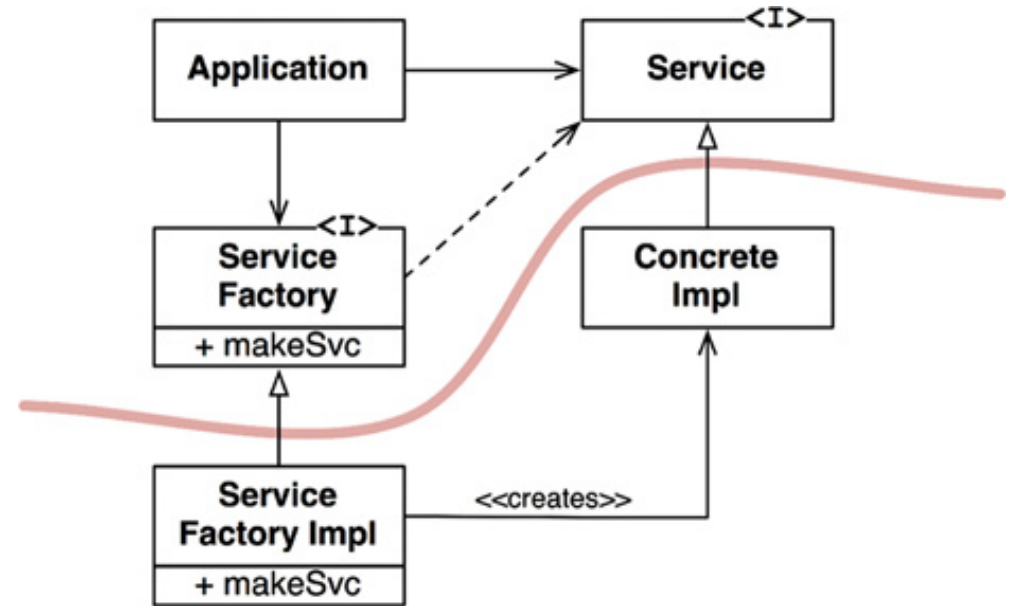 Application
<I>
Service
<I>
Service
Factory
+ makeSvc
Concrete
Impl
Service
Factory Impl
+ makeSvc
<<creates>>